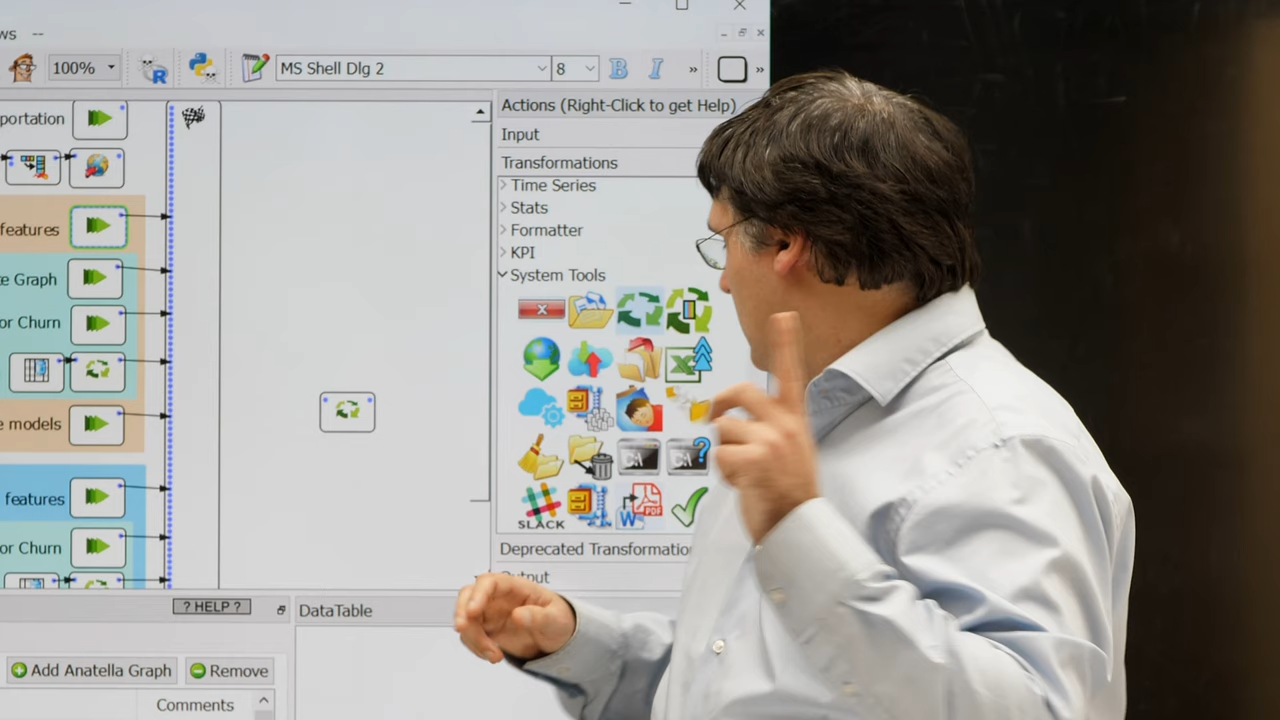 ws --
100%
R
MS Shell Dlg 2
8
B
I
»
»
portation
features
e Graph
or Churn
e models
features
or Churn
Actions (Right-Click to get Help)
Input
Transformations
Time Series
Stats
Formatter
KPI
System Tools
X
C:\
C:\ ?
SLACK
W
PDF
Deprecated Transformatio
Output
? HELP ?
DataTable
Add Anatella Graph
Remove
Comments